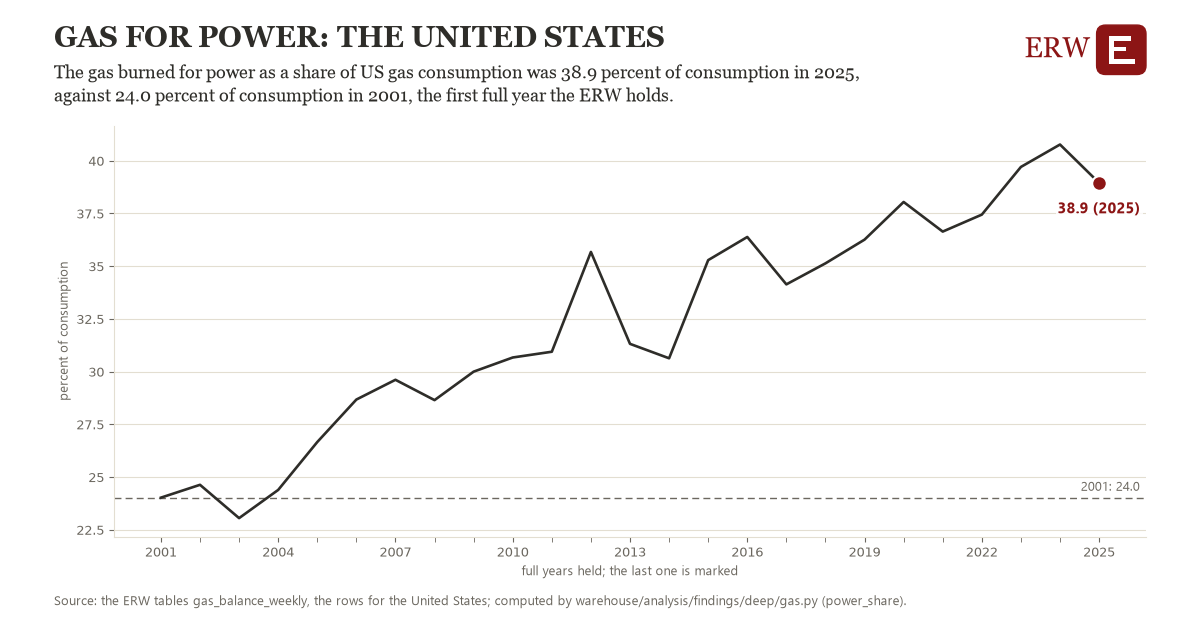 GAS FOR POWER: THE UNITED STATES
ERW E
The gas burned for power as a share of US gas consumption was 38.9 percent of consumption in 2025,
against 24.0 percent of consumption in 2001, the first full year the ERW holds.
percent of consumption
40
37.5
35
32.5
30
27.5
25
22.5
38.9 (2025)
2001: 24.0
2001 2004 2007 2010 2013 2016 2019 2022 2025
full years held; the last one is marked
Source: the ERW tables gas_balance_weekly, the rows for the United States; computed by warehouse/analysis/findings/deep/gas.py (power_share).